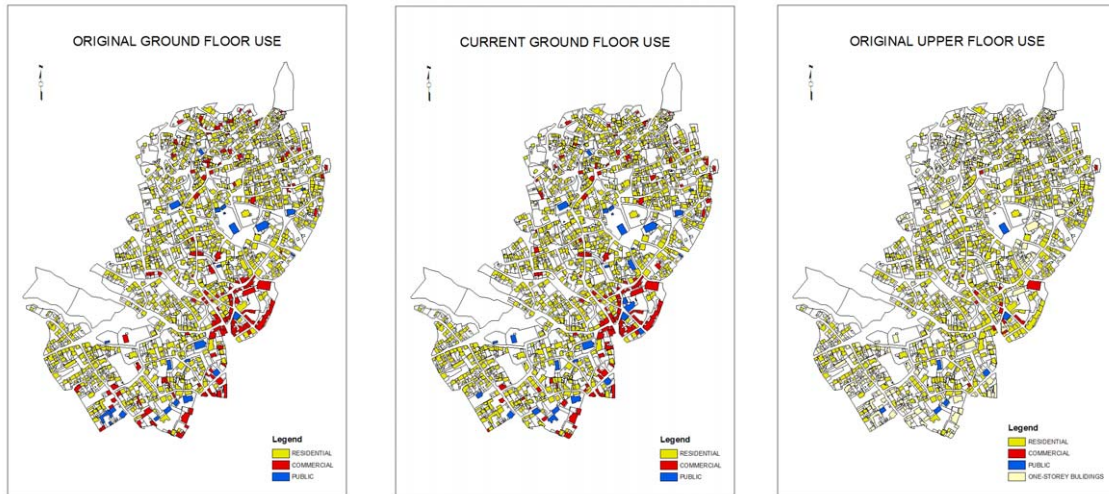 ORIGINAL GROUND FLOOR USE
Legend
RESIDENTIAL
COMMERCIAL
PUBLIC
CURRENT GROUND FLOOR USE
Legend
RESIDENTIAL
COMMERCIAL
PUBLIC
ORIGINAL UPPER FLOOR USE
Legend
RESIDENTIAL
COMMERCIAL
PUBLIC
ONE-STOREY BULIDINGS